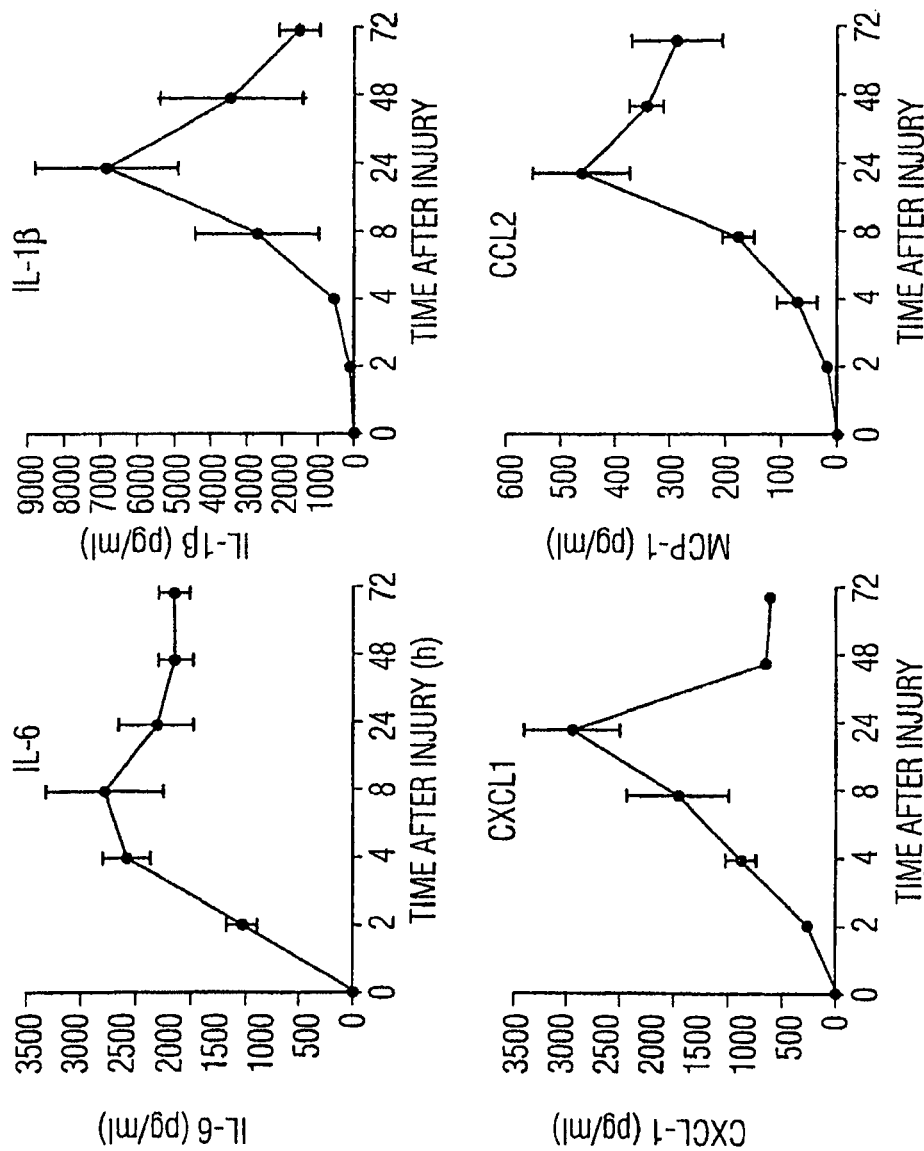 IL-6
IL-6 (pg/ml)
3500
3000
2500
2000
1500
1000
500
0
0 2 4 8 24 48 72
TIME AFTER INJURY (h)
IL-1β
IL-1β (pg/ml)
9000
8000
7000
6000
5000
4000
3000
2000
1000
0
0 2 4 8 24 48 72
TIME AFTER INJURY
CXCL1
CXCL-1 (pg/ml)
3500
3000
2500
2000
1500
1000
500
0
0 2 4 8 24 48 72
TIME AFTER INJURY
CCL2
MCP-1 (pg/ml)
600
500
400
300
200
100
0
0 2 4 8 24 48 72
TIME AFTER INJURY